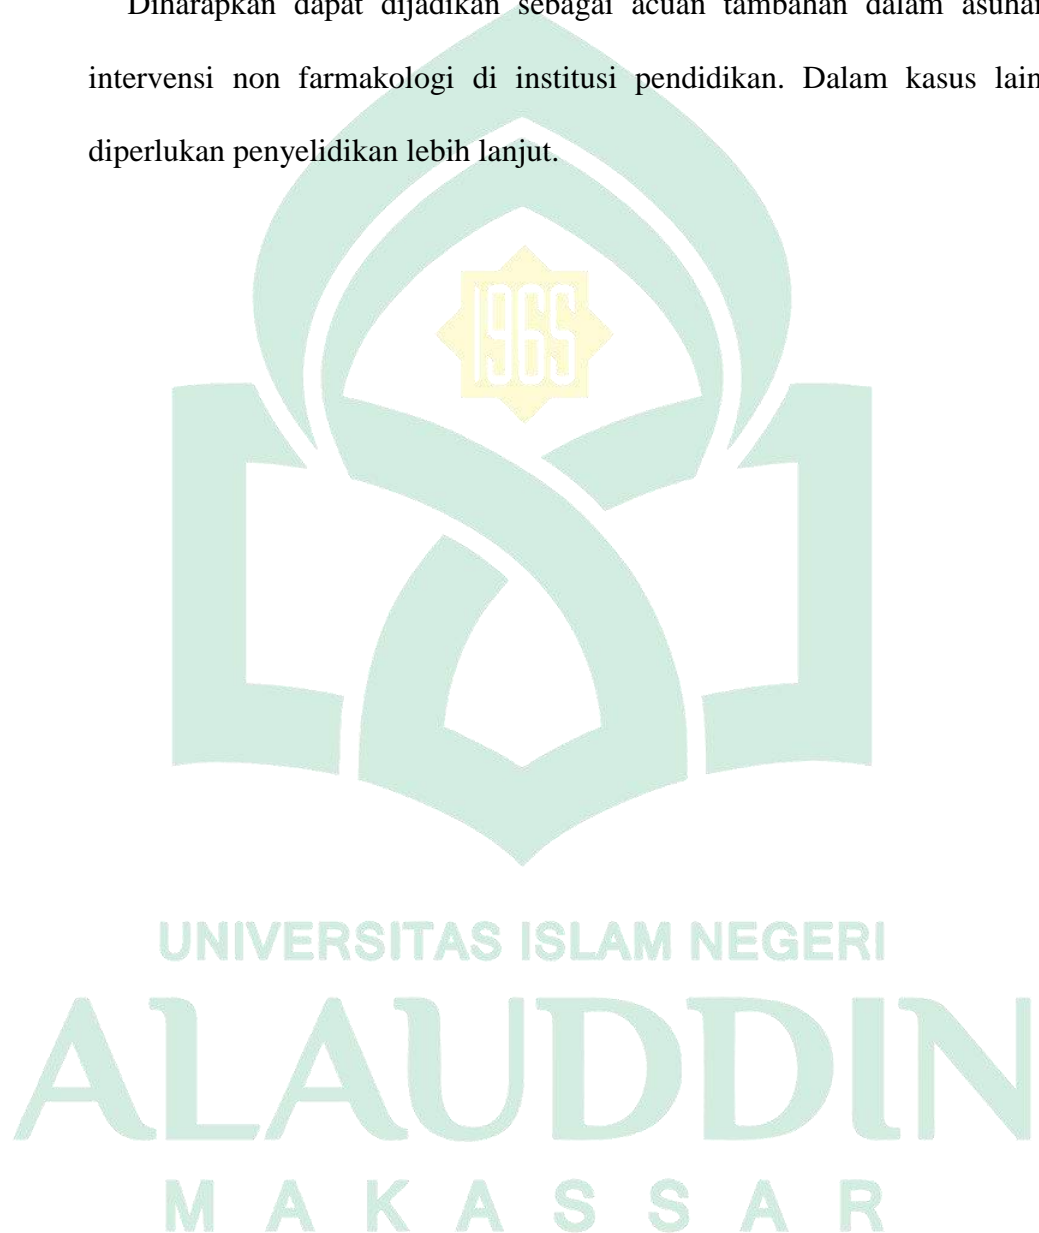 Diharapkan dapat dijadikan sebagai acuan tambahan dalam asuhan
intervensi non farmakologi di institusi pendidikan. Dalam kasus lain
diperlukan penyelidikan lebih lanjut.
1965
UNIVERSITAS ISLAM NEGERI
ALAUDDIN
MAKASSAR